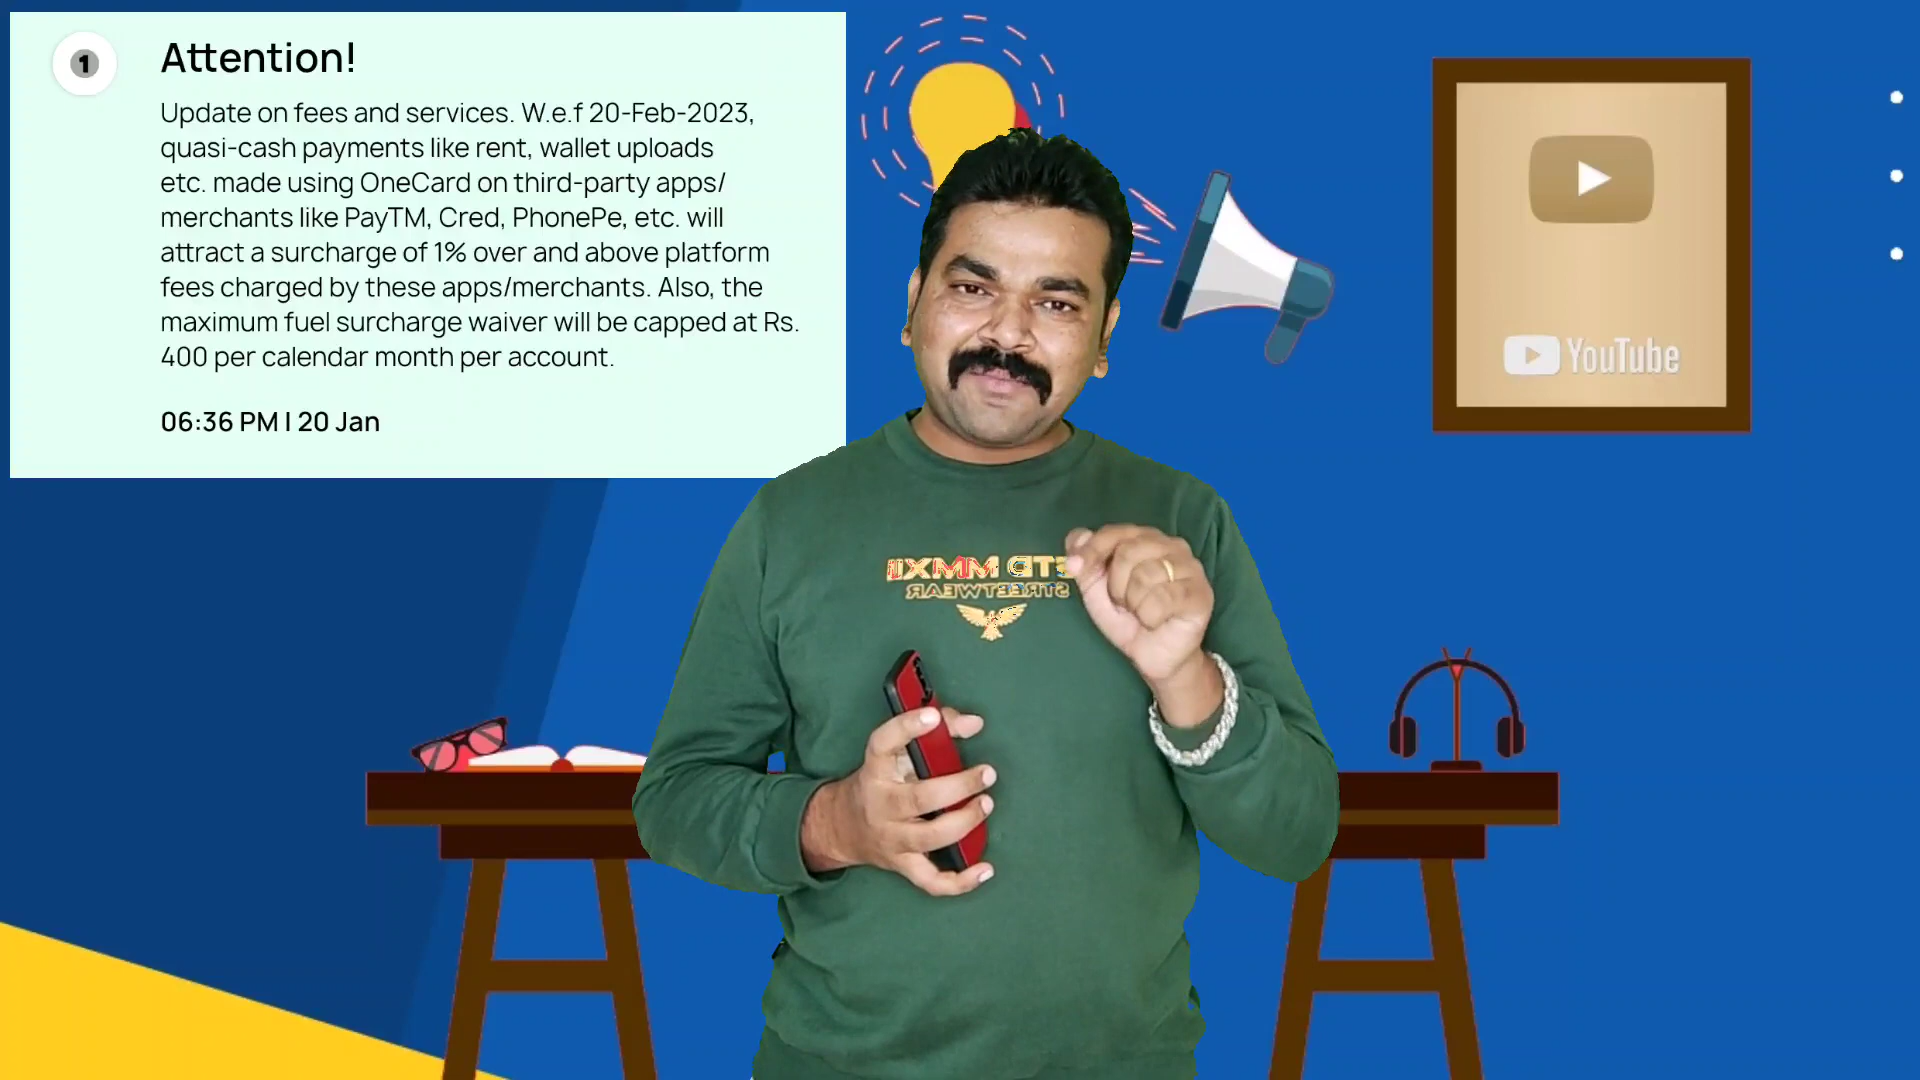 1
Attention!
Update on fees and services. W.e.f 20-Feb-2023,
quasi-cash payments like rent, wallet uploads
etc. made using OneCard on third-party apps/
merchants like PayTM, Cred, PhonePe, etc. will
attract a surcharge of 1% over and above platform
fees charged by these apps/merchants. Also, the
maximum fuel surcharge waiver will be capped at Rs.
400 per calendar month per account.
06:36 PM I 20 Jan
YouTube
ETD MMXII
STREETWEAR